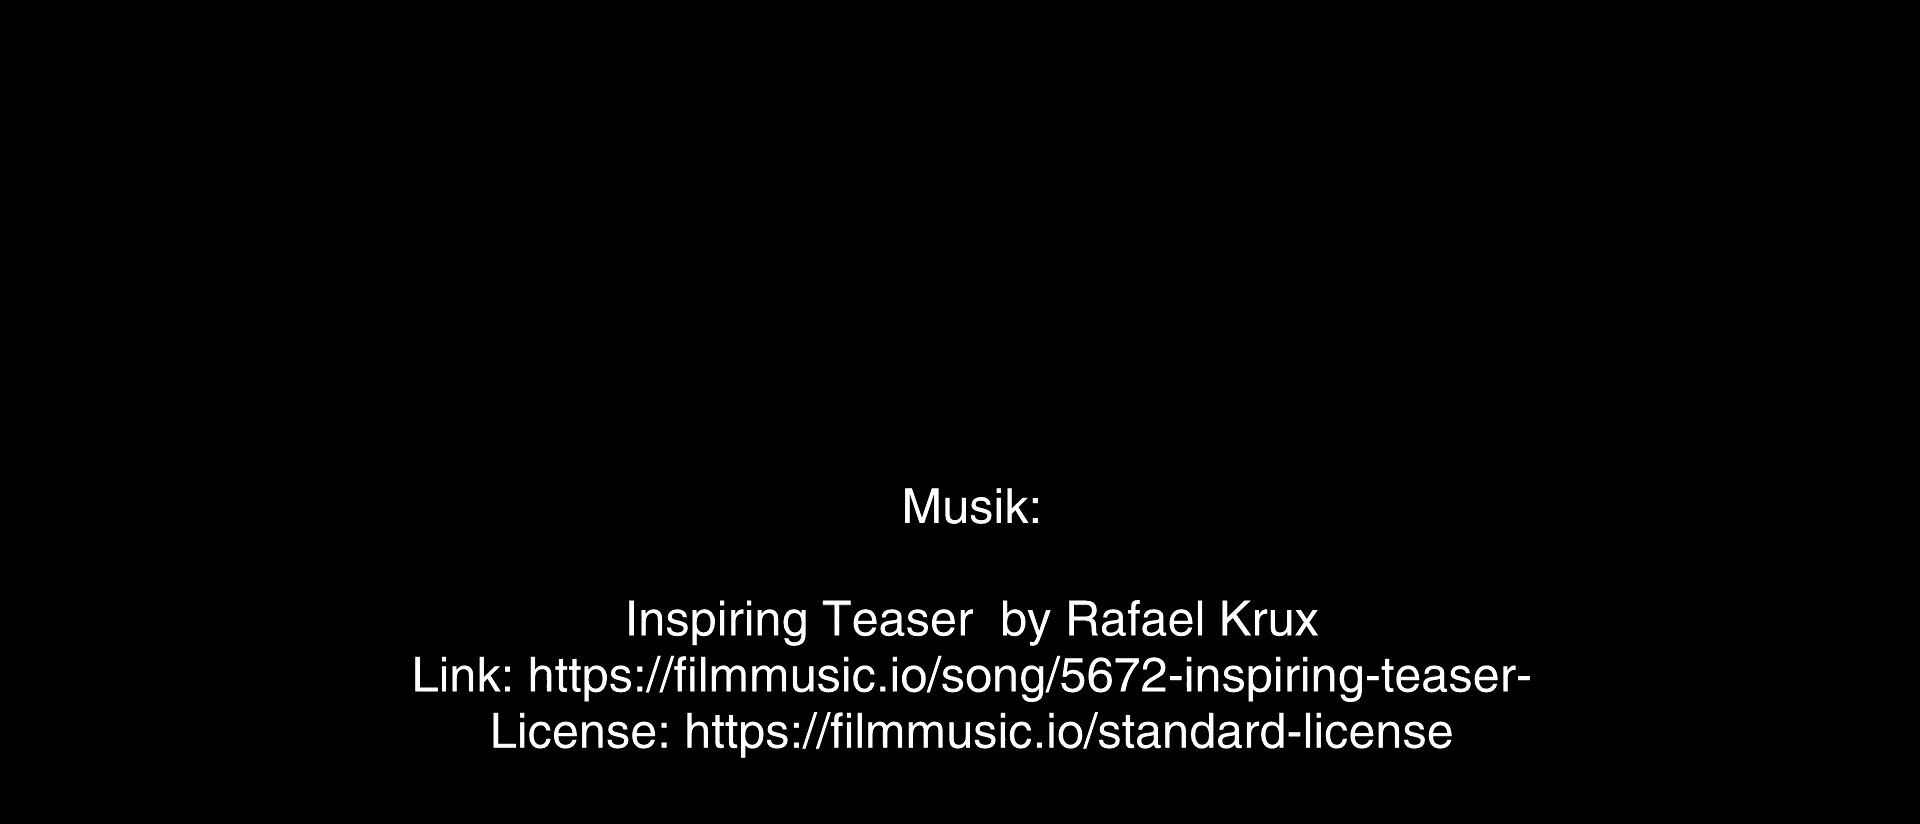 Musik:
Inspiring Teaser  by Rafael Krux
Link: https://filmmusic.io/song/5672-inspiring-teaser-
License: https://filmmusic.io/standard-license